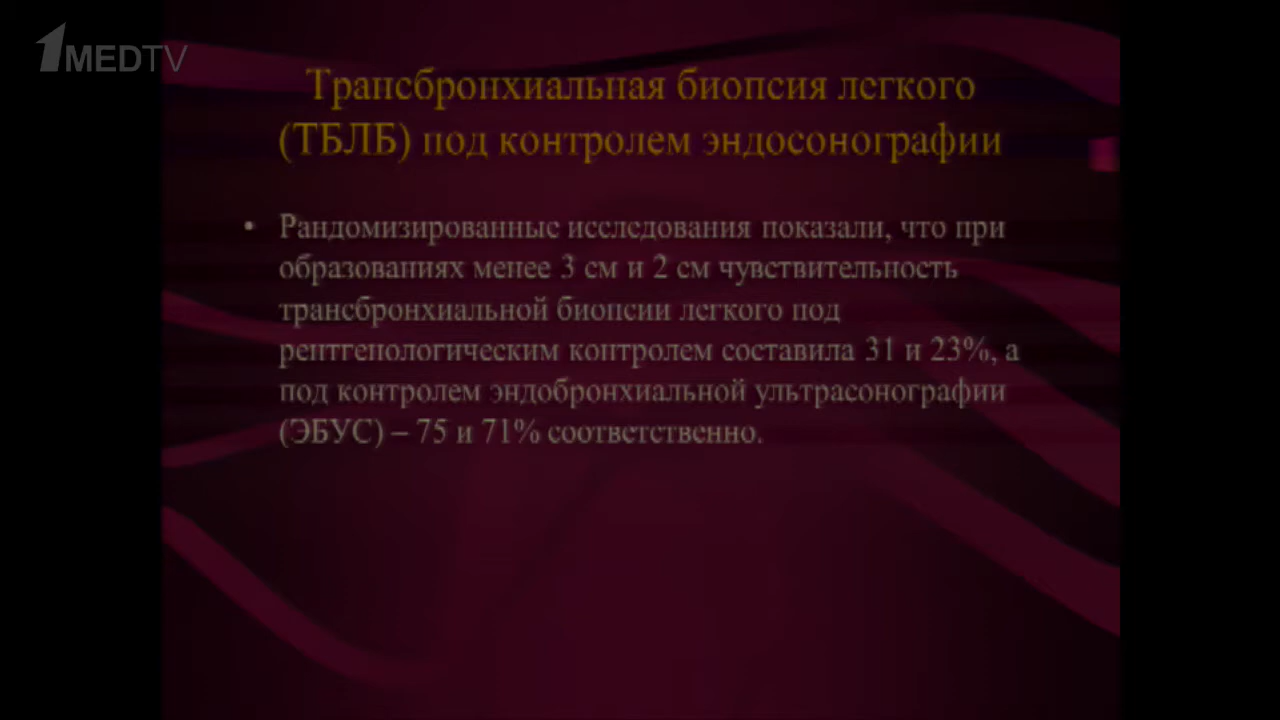 1MEDTV
Трансбронхиальная биопсия легкого
(ТБЛБ) под контролем эндосонографии
• Рандомизированные исследования показали, что при
образованиях менее 3 см и 2 см чувствительность
трансбронхиальной биопсии легкого под
рентгенологическим контролем составила 31 и 23%, а
под контролем эндобронхиальной ультрасонографии
(ЭБУС) – 75 и 71% соответственно.